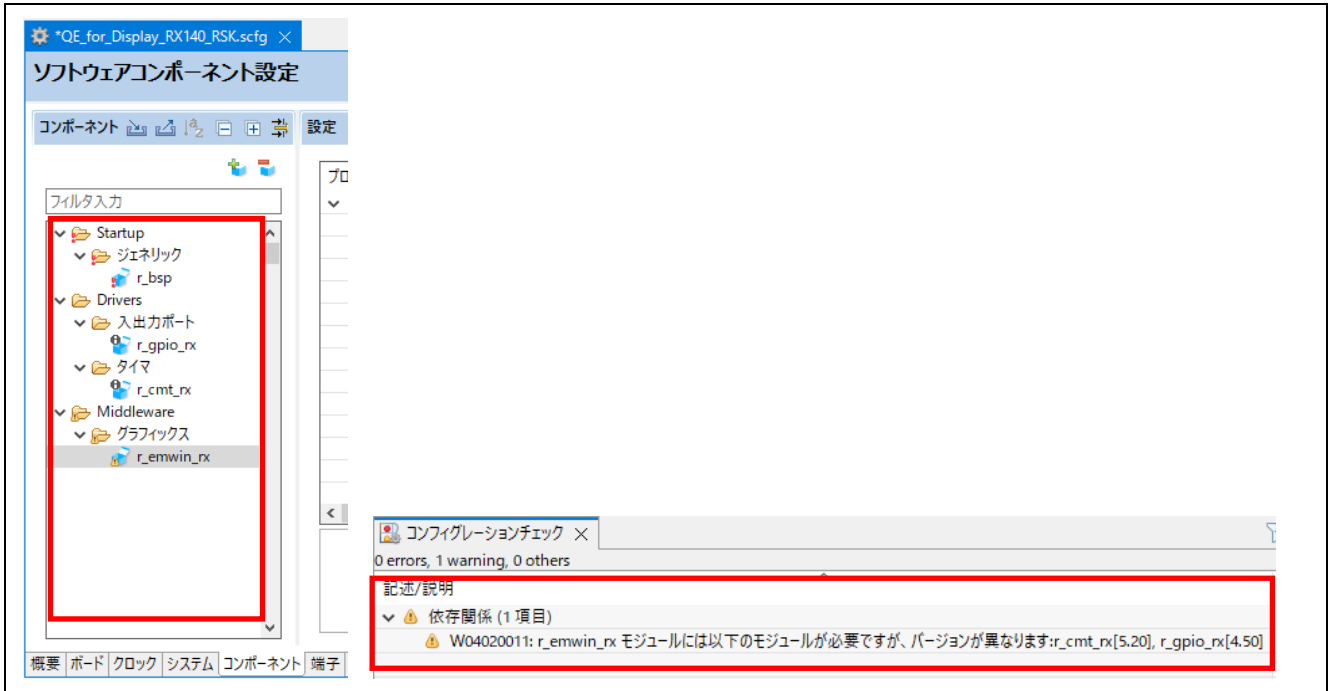 *QE_for_Display_RX140_RSK.scfg
ソフトウェアコンポーネント設定
コンポーネント
設定
フィルタ入力
Startup
ジェネリック
r_bsp
Drivers
入出力ポート
r_gpio_rx
タイマ
r_cmt_rx
Middleware
グラフィックス
r_emwin_rx
概要 ボード クロック システム コンポーネント 端子
コンフィグレーションチェック
0 errors, 1 warning, 0 others
記述/説明
依存関係 (1 項目)
W04020011: r_emwin_rx モジュールには以下のモジュールが必要ですが、バージョンが異なります:r_cmt_rx[5.20], r_gpio_rx[4.50]